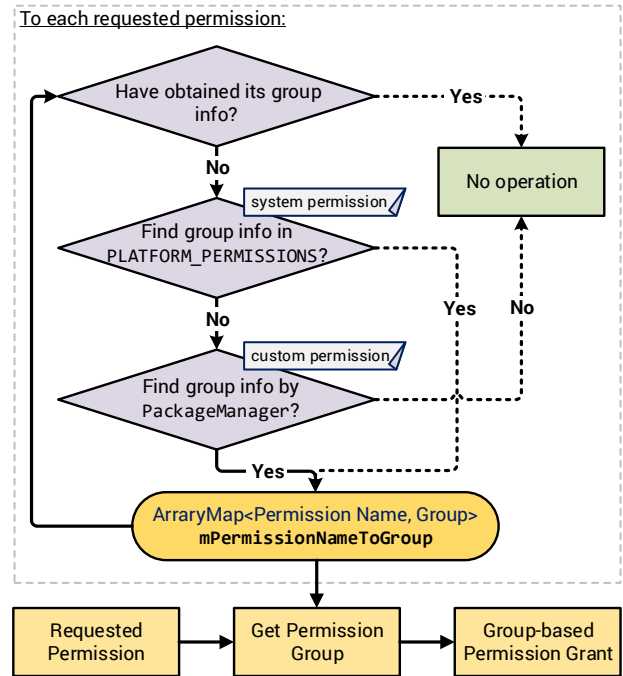 To each requested permission:
Have obtained its group
info?
Yes
No
No operation
system permission
Find group info in
PLATFORM_PERMISSIONS?
Yes
No
No
custom permission
Find group info by
PackageManager?
Yes
ArraryMap<Permission Name, Group>
mPermissionNameToGroup
Requested
Permission
Get Permission
Group
Group-based
Permission Grant